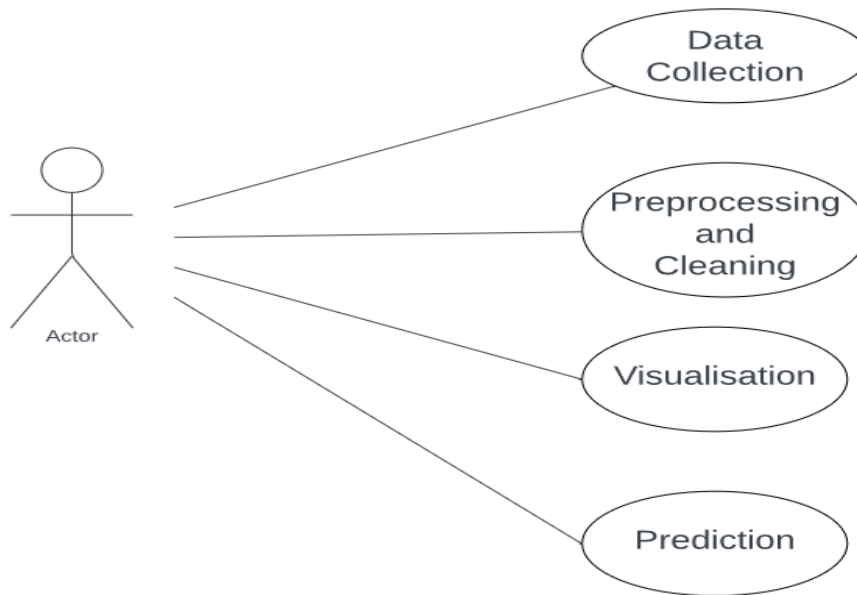 Data
Collection
Preprocessing
and
Cleaning
Actor
Visualisation
Prediction